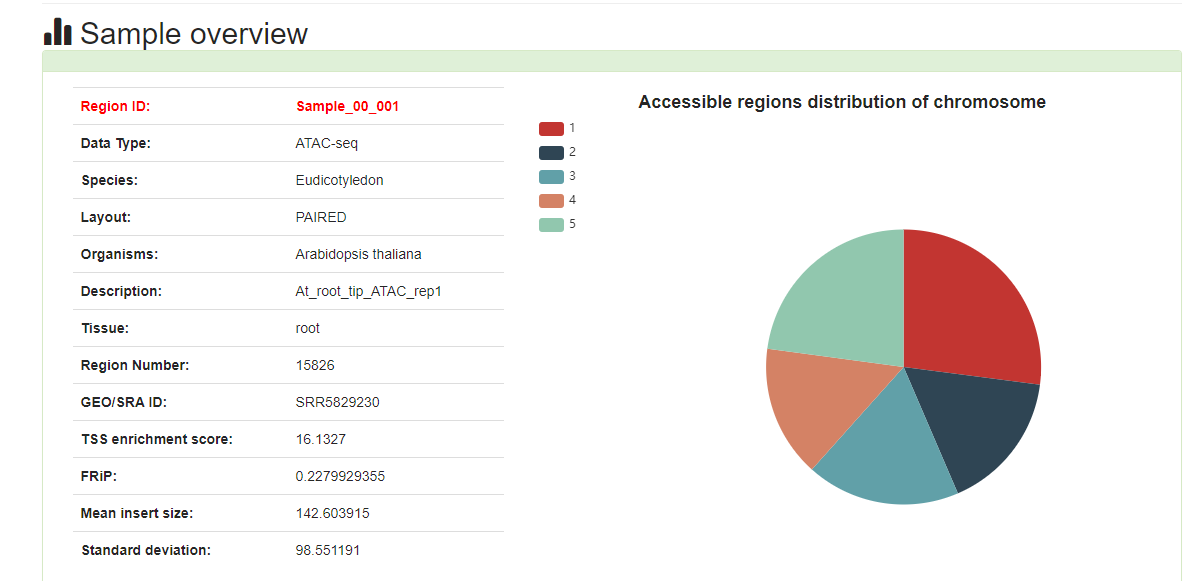 Sample overview
Region ID: Sample_00_001
Data Type: ATAC-seq
Species: Eudicotyledon
Layout: PAIRED
Organisms: Arabidopsis thaliana
Description: At_root_tip_ATAC_rep1
Tissue: root
Region Number: 15826
GEO/SRA ID: SRR5829230
TSS enrichment score: 16.1327
FRiP: 0.2279929355
Mean insert size: 142.603915
Standard deviation: 98.551191
Accessible regions distribution of chromosome
1
2
3
4
5